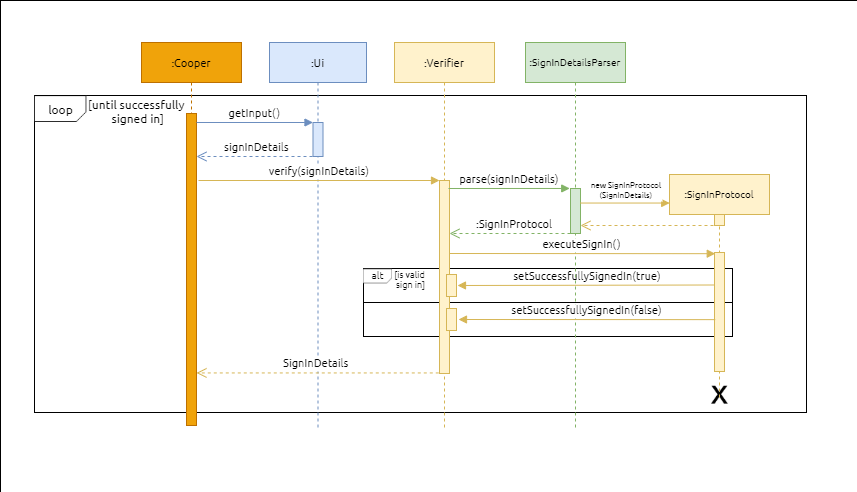 :Cooper
:Ui
:Verifier
:SignInDetailsParser
loop
[until successfully
signed in]
getInput()
signInDetails
verify(signInDetails)
parse(signInDetails)
new SignInProtocol
(SignInDetails)
:SignInProtocol
:SignInProtocol
executeSignIn()
alt
[is valid
sign in]
setSuccessfullySignedIn(true)
setSuccessfullySignedIn(false)
SignInDetails
X